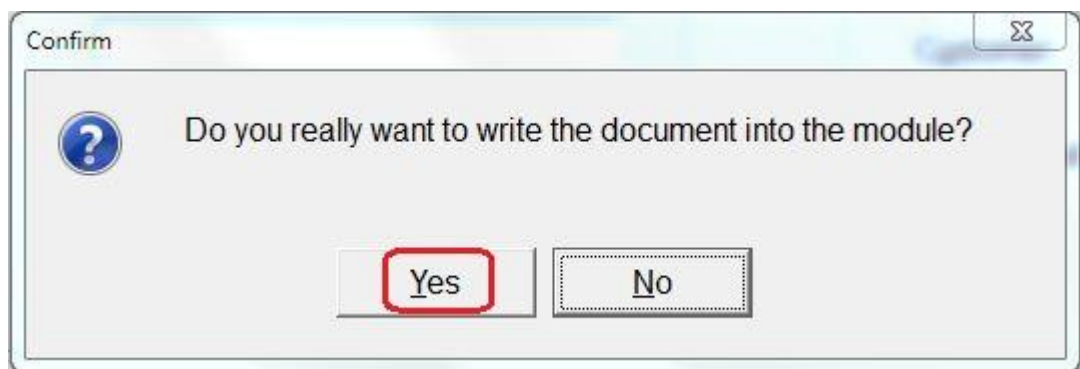 Confirm
Do you really want to write the document into the module?
Yes
No